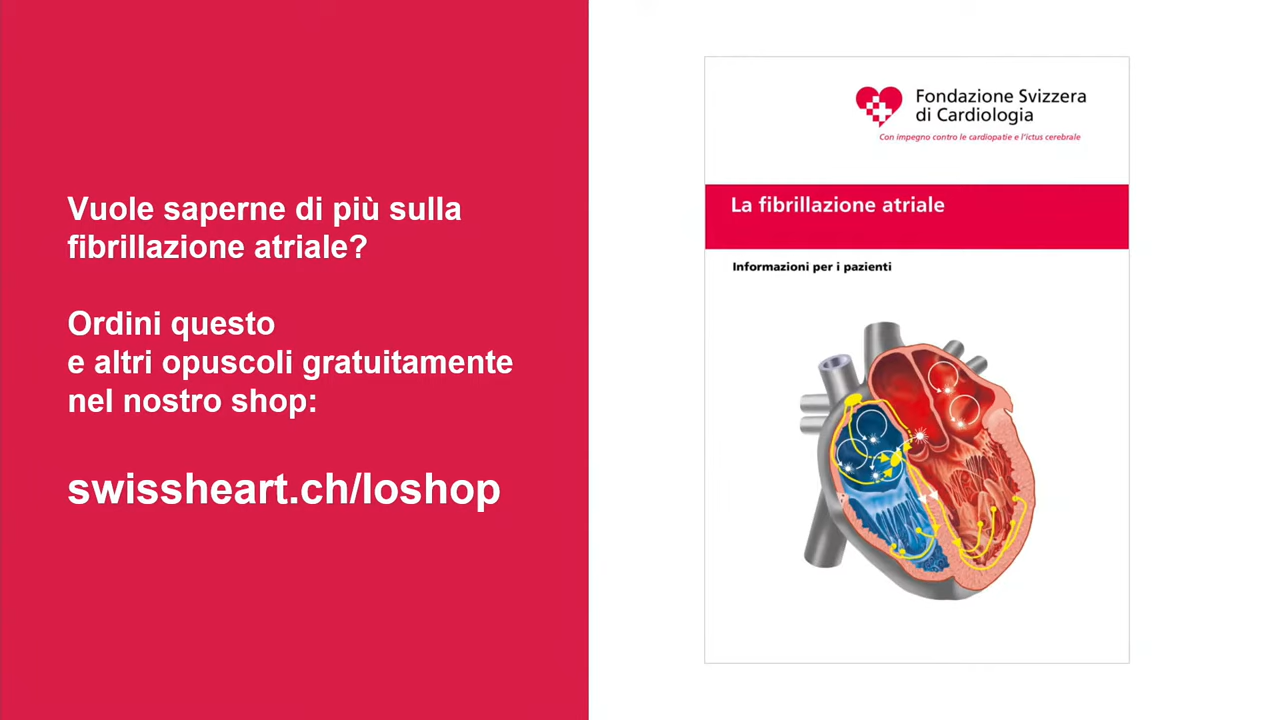 Vuole saperne di più sulla
fibrillazione atriale?
Ordini questo
e altri opuscoli gratuitamente
nel nostro shop:
swissheart.ch/loshop
Fondazione Svizzera
di Cardiologia
Con impegno contro le cardiopatie e l'ictus cerebrale
La fibrillazione atriale
Informazioni per i pazienti